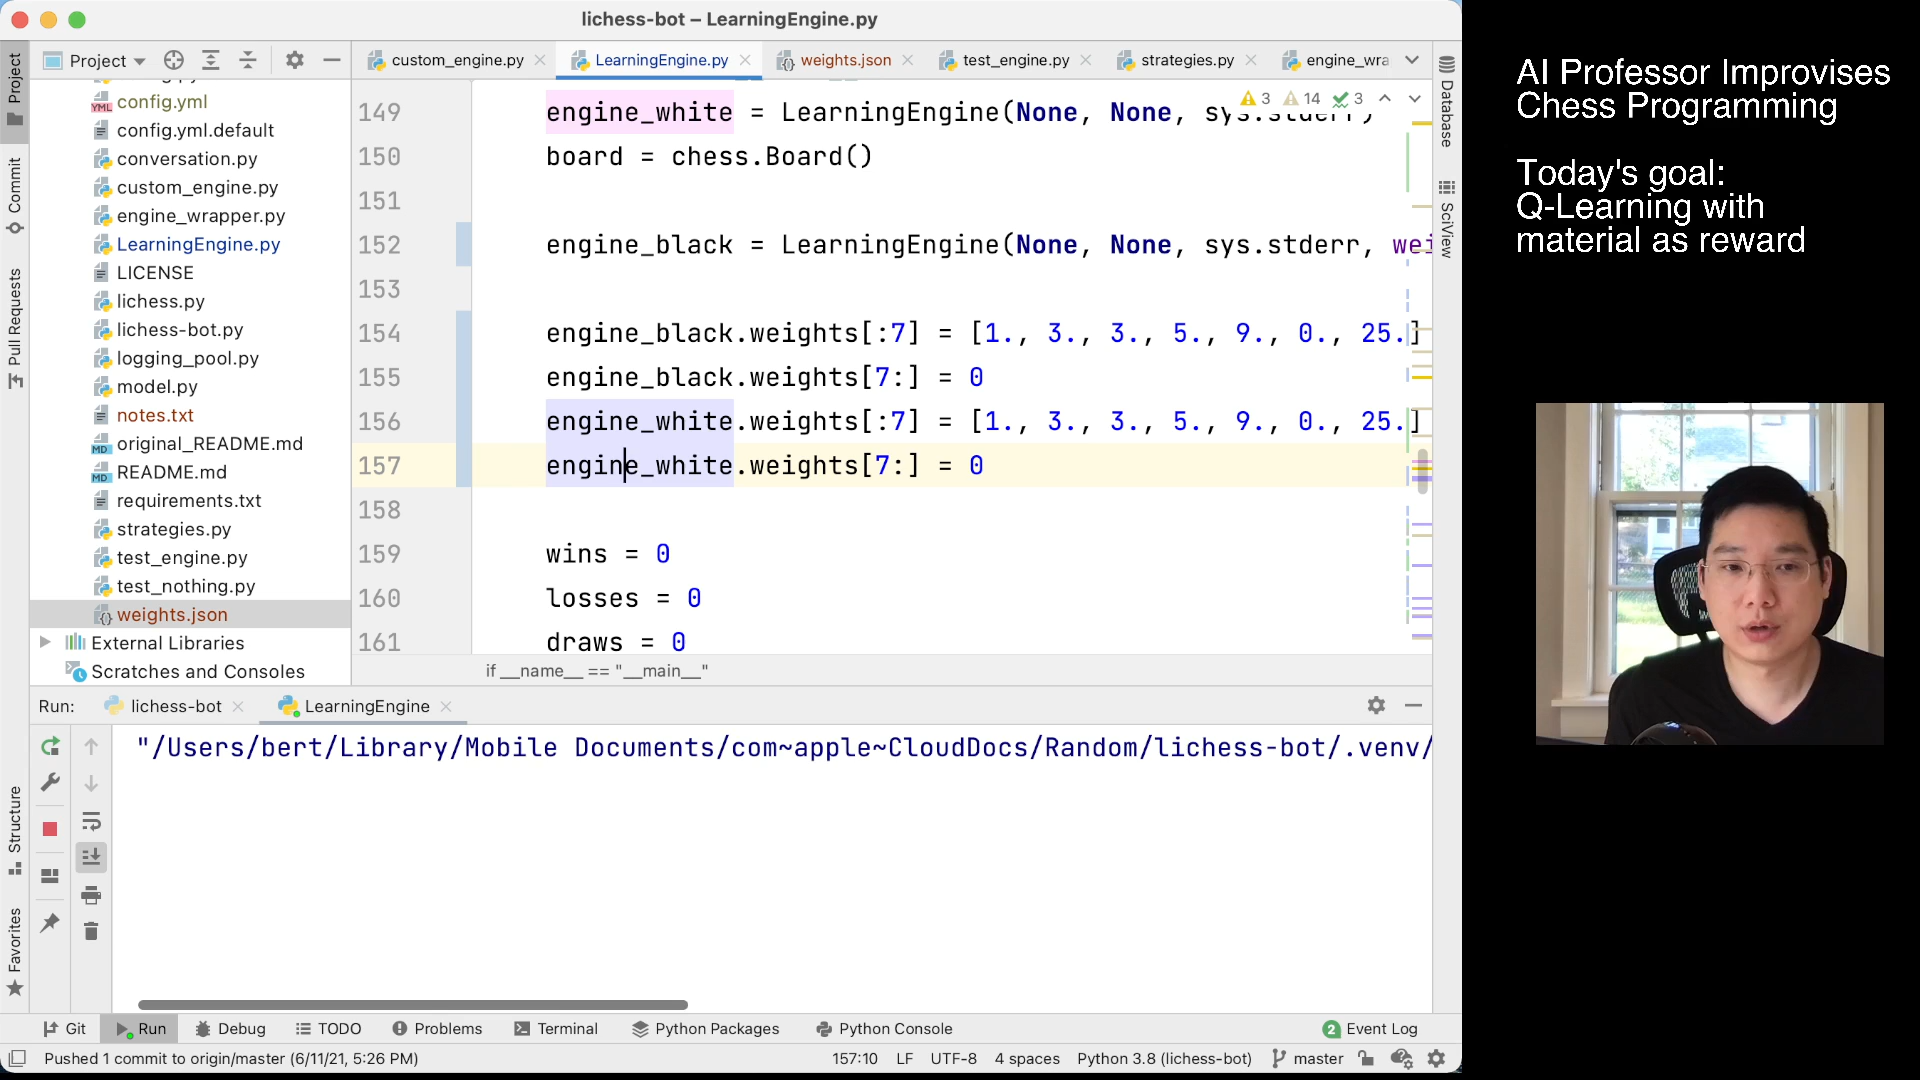 lichess-bot – LearningEngine.py
Project
custom_engine.py
LearningEngine.py
weights.json
test_engine.py
strategies.py
engine_wra
Project
Commit
Pull Requests
Structure
Favorites
config.yml
config.yml.default
conversation.py
custom_engine.py
engine_wrapper.py
LearningEngine.py
LICENSE
lichess.py
lichess-bot.py
logging_pool.py
model.py
notes.txt
original_README.md
README.md
requirements.txt
strategies.py
test_engine.py
test_nothing.py
weights.json
External Libraries
Scratches and Consoles
3 14 3
149 engine_white = LearningEngine(None, None, sys.stderr)
150 board = chess.Board()
151
152 engine_black = LearningEngine(None, None, sys.stderr, wei
153
154 engine_black.weights[:7] = [1., 3., 3., 5., 9., 0., 25.]
155 engine_black.weights[7:] = 0
156 engine_white.weights[:7] = [1., 3., 3., 5., 9., 0., 25.]
157 engine_white.weights[7:] = 0
158
159 wins = 0
160 losses = 0
161 draws = 0
if __name__ == "__main__"
Database
SciView
Run:
lichess-bot
LearningEngine
"/Users/bert/Library/Mobile Documents/com~apple~CloudDocs/Random/lichess-bot/.venv/
Git
Run
Debug
TODO
Problems
Terminal
Python Packages
Python Console
2 Event Log
Pushed 1 commit to origin/master (6/11/21, 5:26 PM)
157:10
LF
UTF-8
4 spaces
Python 3.8 (lichess-bot)
master
AI Professor Improvises
Chess Programming
Today's goal:
Q-Learning with
material as reward